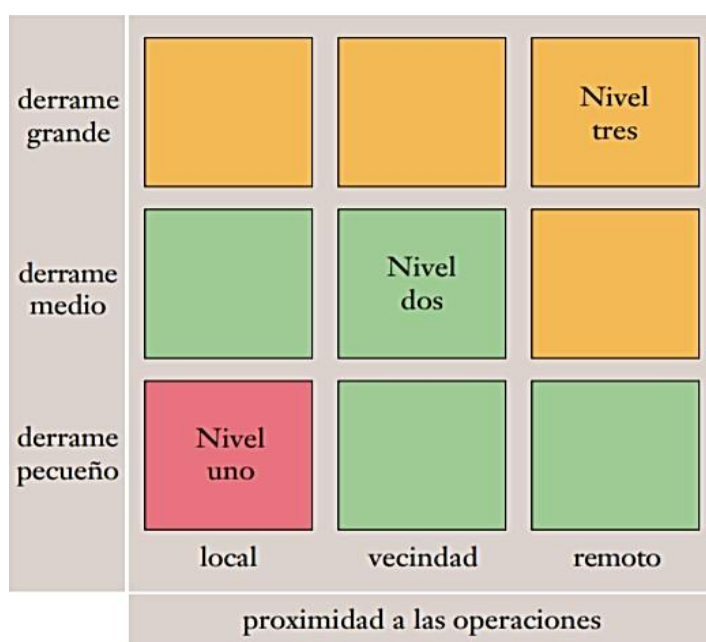 derrame
grande
Nivel
tres
derrame
medio
Nivel
dos
derrame
pecueño
Nivel
uno
local
vecindad
remoto
proximidad a las operaciones